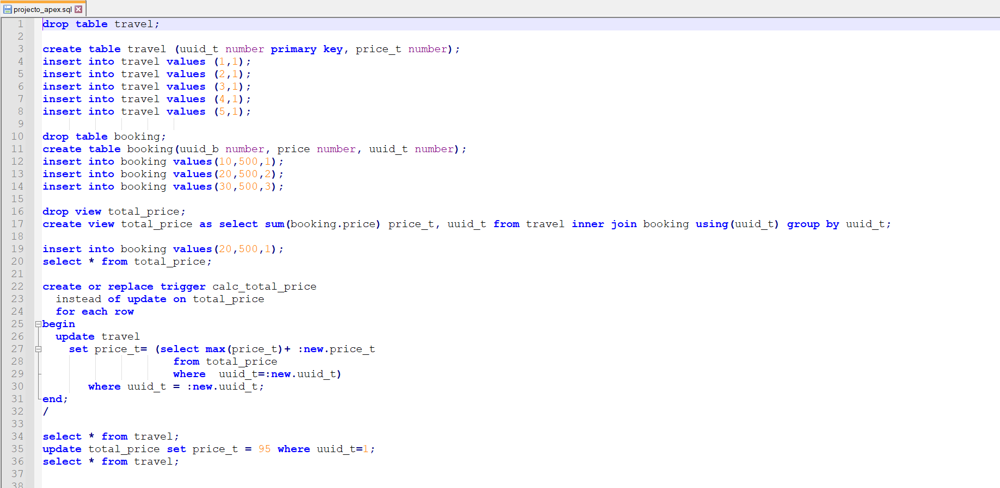 projecto_apex.sql
1 drop table travel;
2
3 create table travel (uuid_t number primary key, price_t number);
4 insert into travel values (1,1);
5 insert into travel values (2,1);
6 insert into travel values (3,1);
7 insert into travel values (4,1);
8 insert into travel values (5,1);
9
10 drop table booking;
11 create table booking(uuid_b number, price number, uuid_t number);
12 insert into booking values(10,500,1);
13 insert into booking values(20,500,2);
14 insert into booking values(30,500,3);
15
16 drop view total_price;
17 create view total_price as select sum(booking.price) price_t, uuid_t from travel inner join booking using(uuid_t) group by uuid_t;
18
19 insert into booking values(20,500,1);
20 select * from total_price;
21
22 create or replace trigger calc_total_price
23   instead of update on total_price
24   for each row
25 begin
26   update travel
27     set price_t= (select max(price_t)+ :new.price_t
28                     from total_price
29                     where  uuid_t=:new.uuid_t)
30        where uuid_t = :new.uuid_t;
31 end;
32 /
33
34 select * from travel;
35 update total_price set price_t = 95 where uuid_t=1;
36 select * from travel;
37
38